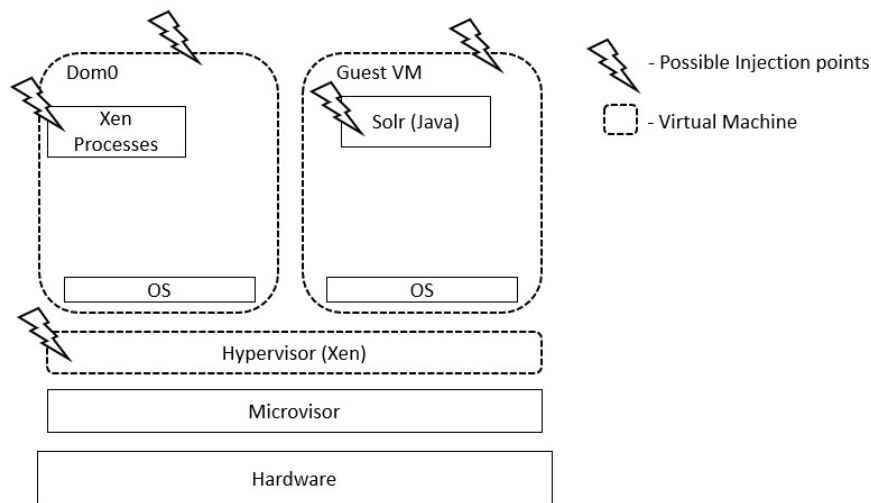 Dom0
Xen
Processes
OS
Guest VM
Solr (Java)
OS
Hypervisor (Xen)
Microvisor
Hardware
- Possible Injection points
- Virtual Machine